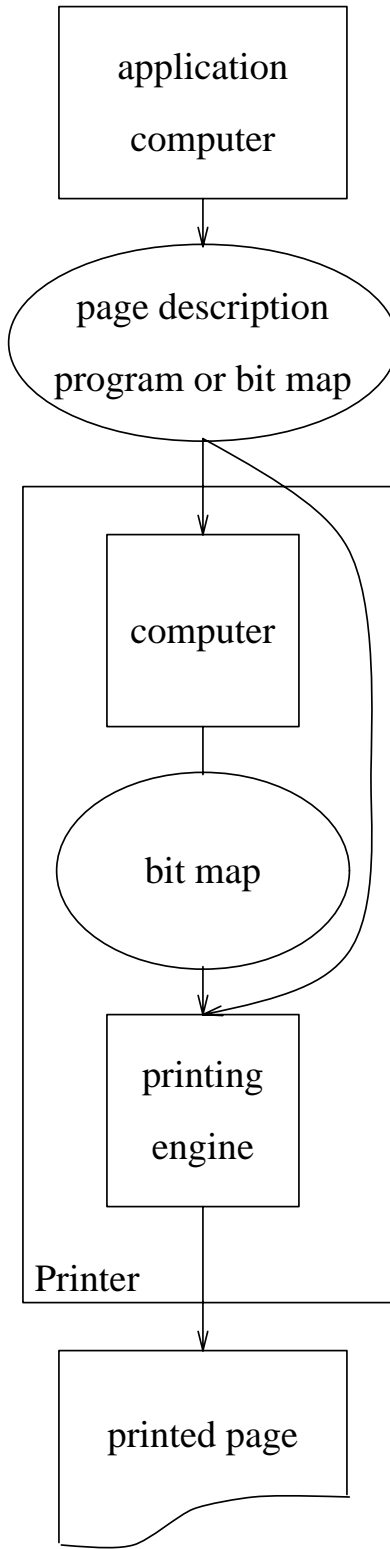 application
computer
page description
program or bit map
computer
bit map
printing
engine
Printer
printed page